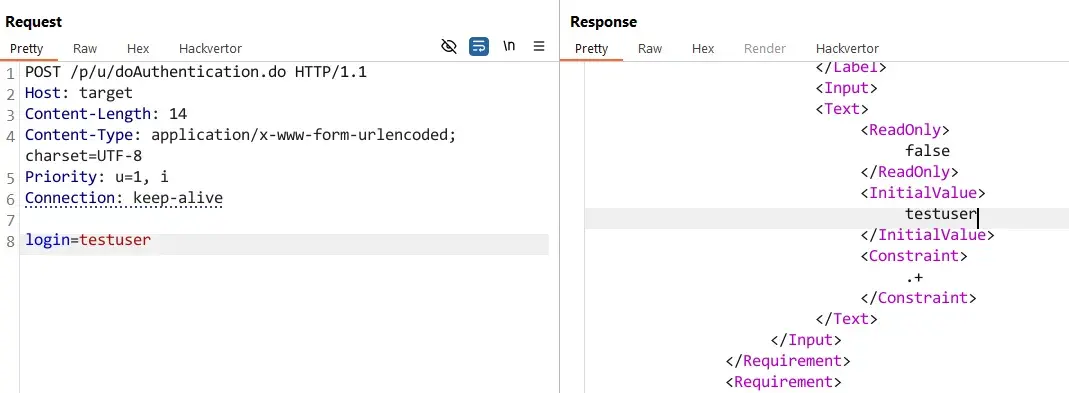 Request
Pretty Raw Hex Hackvertor \n
1 POST /p/u/doAuthentication.do HTTP/1.1
2 Host: target
3 Content-Length: 14
4 Content-Type: application/x-www-form-urlencoded;
charset=UTF-8
5 Priority: u=1, i
6 Connection: keep-alive
7
8 login=testuser
Response
Pretty Raw Hex Render Hackvertor
</Label>
<Input>
<Text>
<ReadOnly>
false
</ReadOnly>
<InitialValue>
testuser
</InitialValue>
<Constraint>
.+
</Constraint>
</Text>
</Input>
</Requirement>
<Requirement>